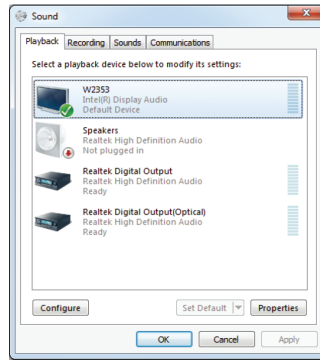 Sound
Playback Recording Sounds Communications
Select a playback device below to modify its settings:
W2353
Intel(R) Display Audio
Default Device
Speakers
Realtek High Definition Audio
Not plugged in
Realtek Digital Output
Realtek High Definition Audio
Ready
Realtek Digital Output(Optical)
Realtek High Definition Audio
Ready
Configure Set Default Properties
OK Cancel Apply